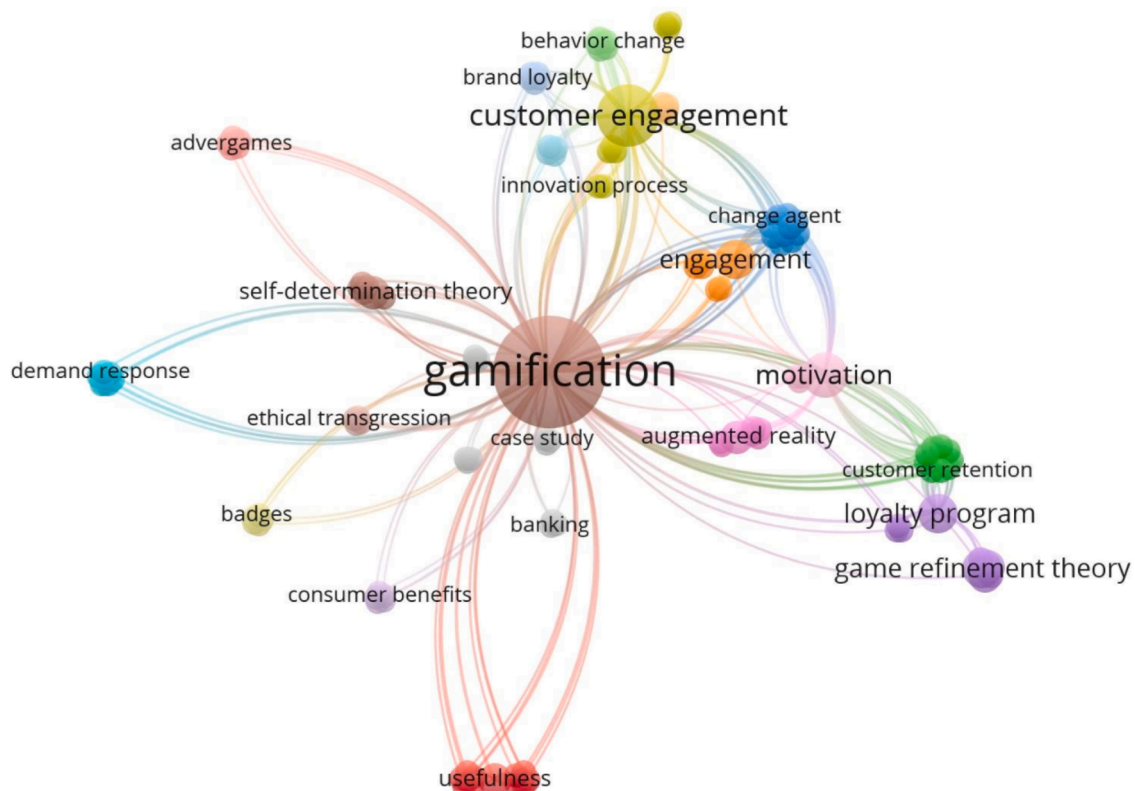 behavior change
brand loyalty
customer engagement
advergames
innovation process
change agent
engagement
self-determination theory
demand response
gamification
motivation
ethical transgression
case study
augmented reality
customer retention
badges
banking
loyalty program
game refinement theory
consumer benefits
usefulness